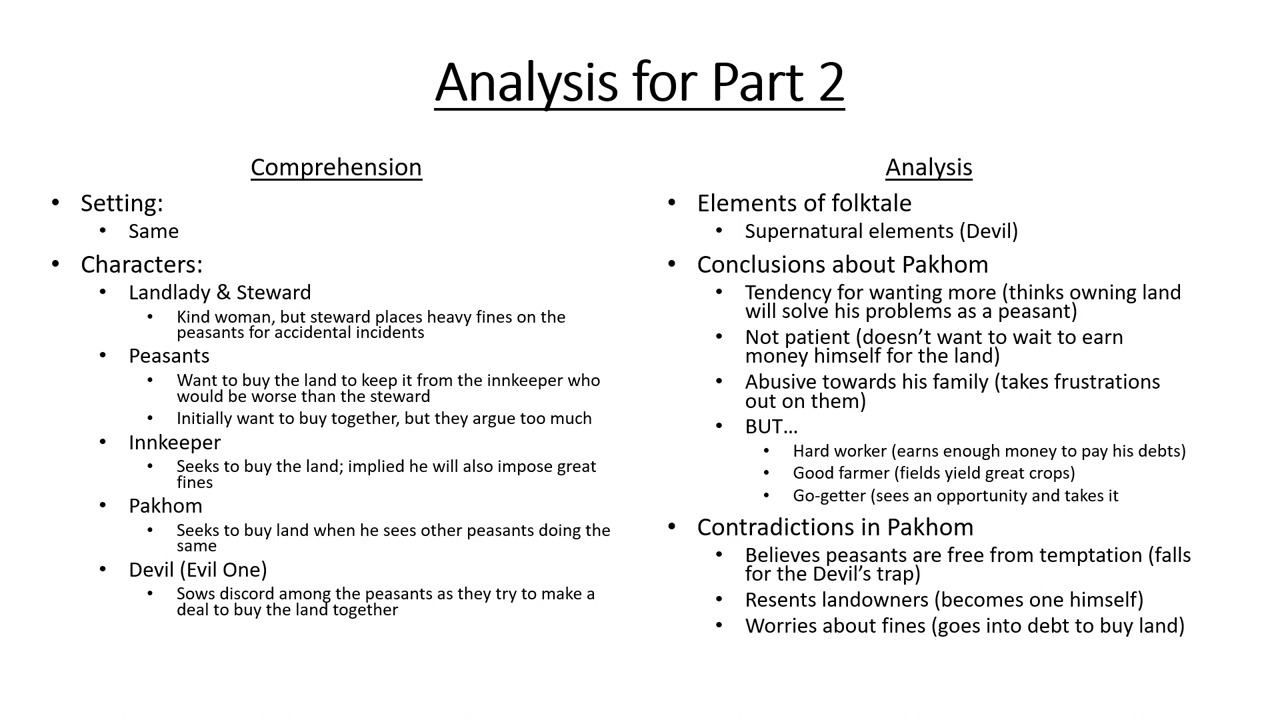 Analysis for Part 2
Comprehension
• Setting:
• Same
• Characters:
• Landlady & Steward
• Kind woman, but steward places heavy fines on the
peasants for accidental incidents
• Peasants
• Want to buy the land to keep it from the innkeeper who
would be worse than the steward
• Initially want to buy together, but they argue too much
• Innkeeper
• Seeks to buy the land; implied he will also impose great
fines
• Pakhom
• Seeks to buy land when he sees other peasants doing the
same
• Devil (Evil One)
• Sows discord among the peasants as they try to make a
deal to buy the land together
Analysis
• Elements of folktale
• Supernatural elements (Devil)
• Conclusions about Pakhom
• Tendency for wanting more (thinks owning land
will solve his problems as a peasant)
• Not patient (doesn’t want to wait to earn
money himself for the land)
• Abusive towards his family (takes frustrations
out on them)
• BUT…
• Hard worker (earns enough money to pay his debts)
• Good farmer (fields yield great crops)
• Go-getter (sees an opportunity and takes it
• Contradictions in Pakhom
• Believes peasants are free from temptation (falls
for the Devil’s trap)
• Resents landowners (becomes one himself)
• Worries about fines (goes into debt to buy land)